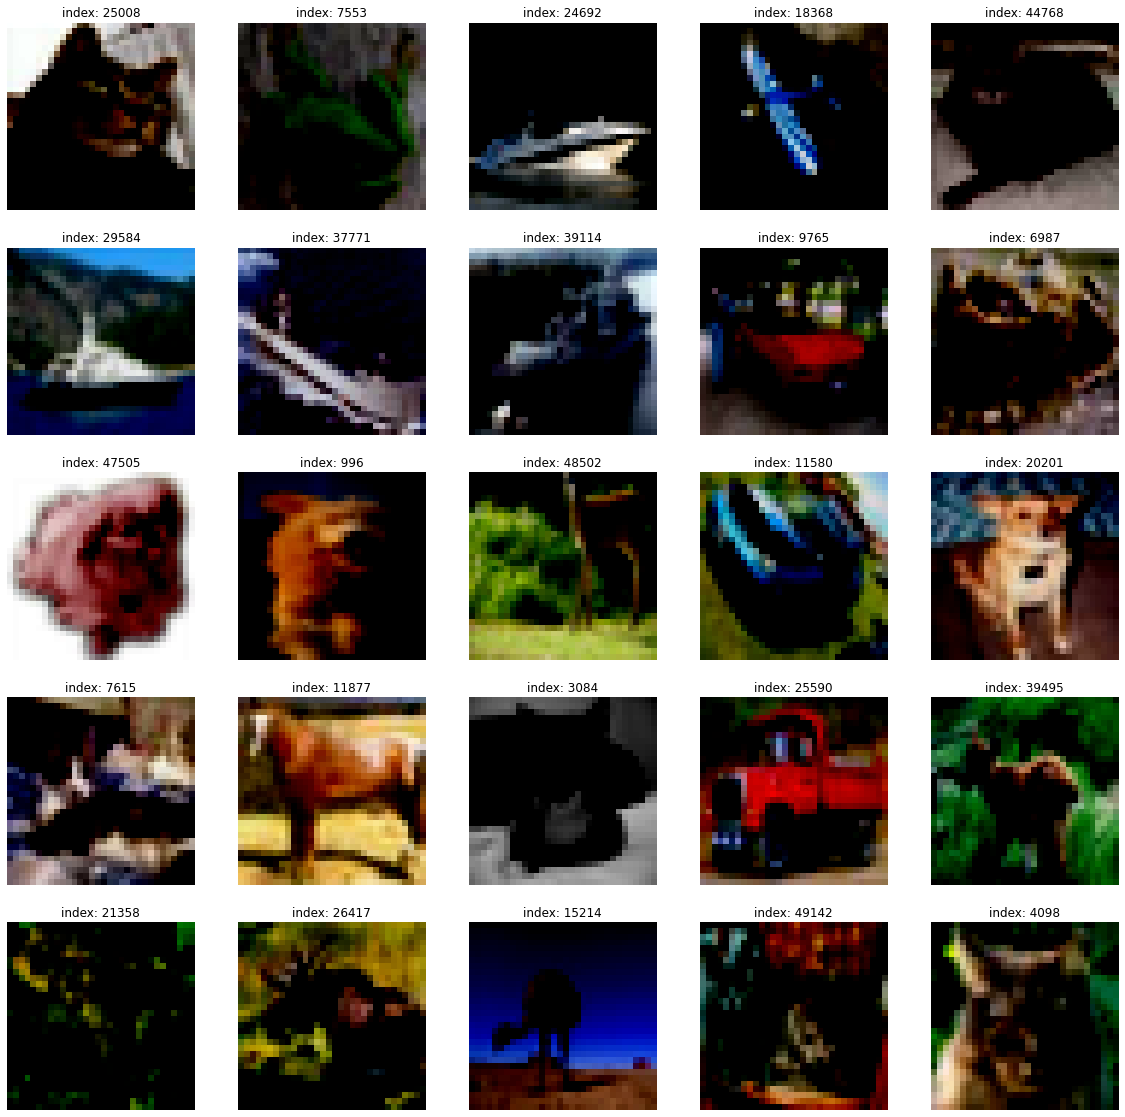 index: 25008
index: 7553
index: 24692
index: 18368
index: 44768
index: 29584
index: 37771
index: 39114
index: 9765
index: 6987
index: 47505
index: 996
index: 48502
index: 11580
index: 20201
index: 7615
index: 11877
index: 3084
index: 25590
index: 39495
index: 21358
index: 26417
index: 15214
index: 49142
index: 4098